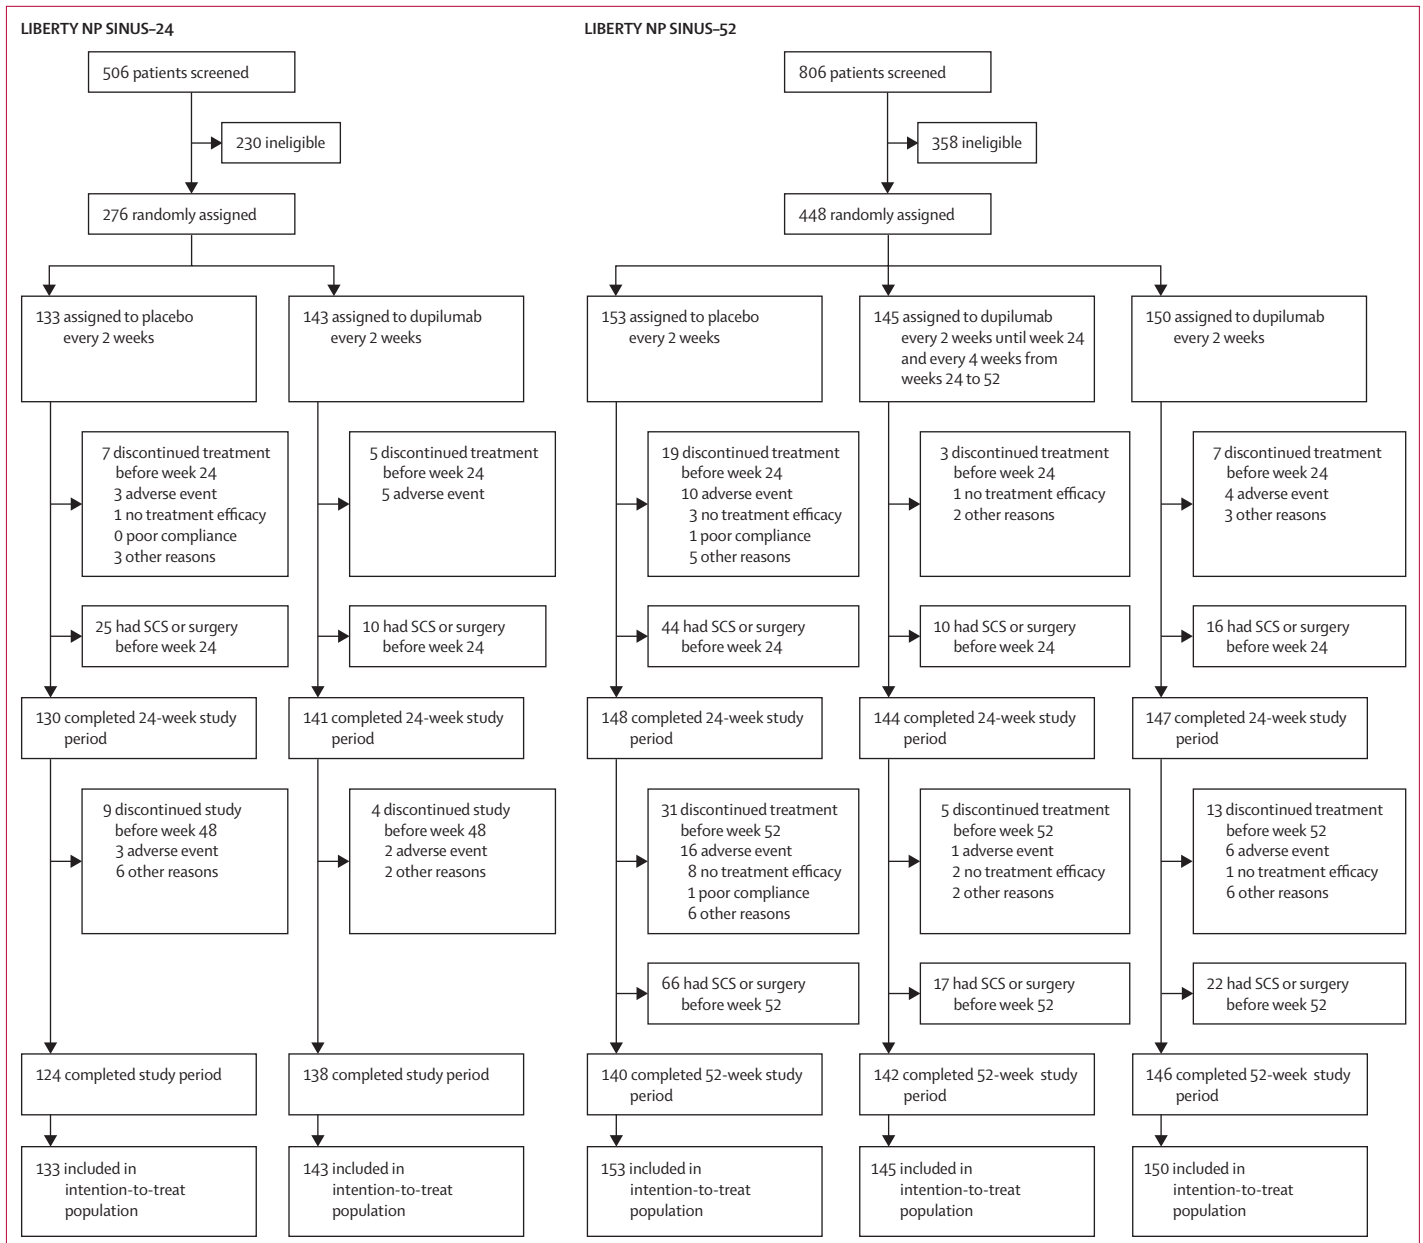 LIBERTY NP SINUS–24
506 patients screened
230 ineligible
276 randomly assigned
133 assigned to placebo
every 2 weeks
143 assigned to dupilumab
every 2 weeks
7 discontinued treatment
before week 24
3 adverse event
1 no treatment efficacy
0 poor compliance
3 other reasons
5 discontinued treatment
before week 24
5 adverse event
25 had SCS or surgery
before week 24
10 had SCS or surgery
before week 24
130 completed 24-week study
period
141 completed 24-week study
period
9 discontinued study
before week 48
3 adverse event
6 other reasons
4 discontinued study
before week 48
2 adverse event
2 other reasons
124 completed study period
138 completed study period
133 included in
intention-to-treat
population
143 included in
intention-to-treat
population
LIBERTY NP SINUS–52
806 patients screened
358 ineligible
448 randomly assigned
153 assigned to placebo
every 2 weeks
145 assigned to dupilumab
every 2 weeks until week 24
and every 4 weeks from
weeks 24 to 52
150 assigned to dupilumab
every 2 weeks
19 discontinued treatment
before week 24
10 adverse event
3 no treatment efficacy
1 poor compliance
5 other reasons
3 discontinued treatment
before week 24
1 no treatment efficacy
2 other reasons
7 discontinued treatment
before week 24
4 adverse event
3 other reasons
44 had SCS or surgery
before week 24
10 had SCS or surgery
before week 24
16 had SCS or surgery
before week 24
148 completed 24-week study
period
144 completed 24-week study
period
147 completed 24-week study
period
31 discontinued treatment
before week 52
16 adverse event
8 no treatment efficacy
1 poor compliance
6 other reasons
5 discontinued treatment
before week 52
1 adverse event
2 no treatment efficacy
2 other reasons
13 discontinued treatment
before week 52
6 adverse event
1 no treatment efficacy
6 other reasons
66 had SCS or surgery
before week 52
17 had SCS or surgery
before week 52
22 had SCS or surgery
before week 52
140 completed 52-week study
period
142 completed 52-week study
period
146 completed 52-week study
period
153 included in
intention-to-treat
population
145 included in
intention-to-treat
population
150 included in
intention-to-treat
population